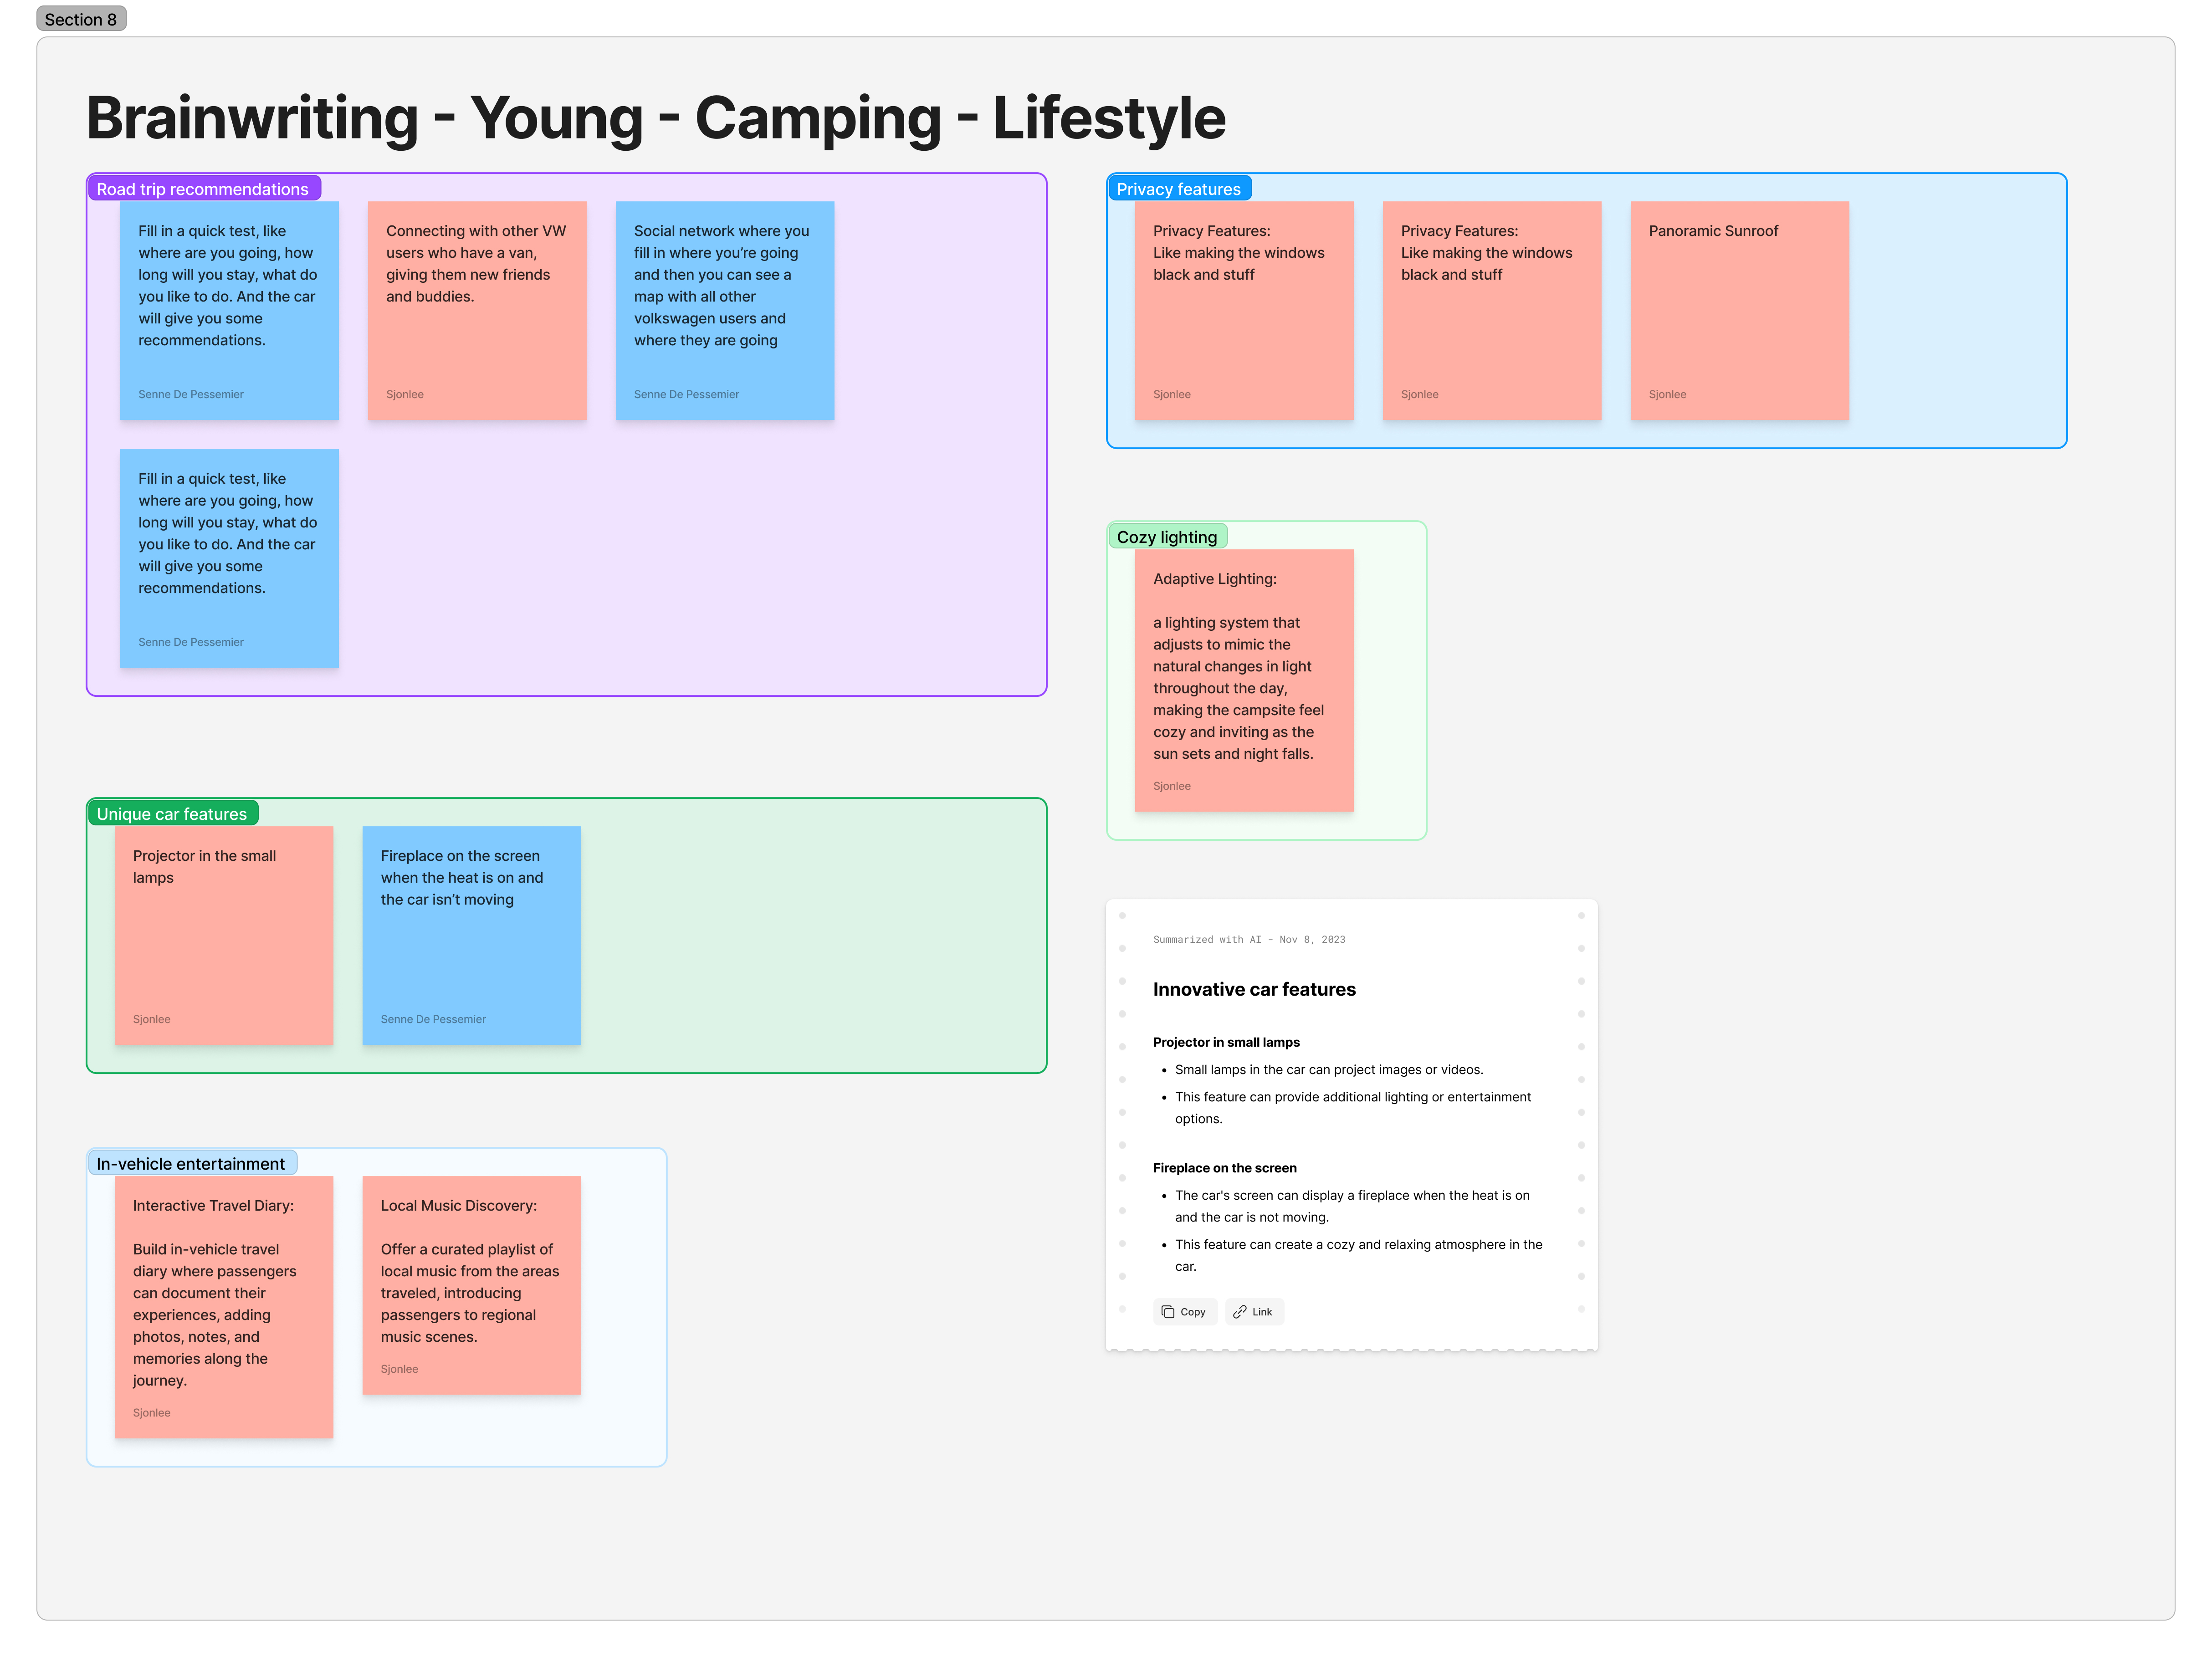 Section 8
Brainwriting - Young - Camping - Lifestyle
Road trip recommendations
Fill in a quick test, like
where are you going, how
long will you stay, what do
you like to do. And the car
will give you some
recommendations.
Senne De Pessemier
Connecting with other VW
users who have a van,
giving them new friends
and buddies.
Sjonlee
Social network where you
fill in where you’re going
and then you can see a
map with all other
volkswagen users and
where they are going
Senne De Pessemier
Fill in a quick test, like
where are you going, how
long will you stay, what do
you like to do. And the car
will give you some
recommendations.
Senne De Pessemier
Privacy features
Privacy Features:
Like making the windows
black and stuff
Sjonlee
Privacy Features:
Like making the windows
black and stuff
Sjonlee
Panoramic Sunroof
Sjonlee
Cozy lighting
Adaptive Lighting:
a lighting system that
adjusts to mimic the
natural changes in light
throughout the day,
making the campsite feel
cozy and inviting as the
sun sets and night falls.
Sjonlee
Unique car features
Projector in the small
lamps
Sjonlee
Fireplace on the screen
when the heat is on and
the car isn’t moving
Senne De Pessemier
In-vehicle entertainment
Interactive Travel Diary:
Build in-vehicle travel
diary where passengers
can document their
experiences, adding
photos, notes, and
memories along the
journey.
Sjonlee
Local Music Discovery:
Offer a curated playlist of
local music from the areas
traveled, introducing
passengers to regional
music scenes.
Sjonlee
Summarized with AI - Nov 8, 2023
Innovative car features
Projector in small lamps
• Small lamps in the car can project images or videos.
• This feature can provide additional lighting or entertainment
options.
Fireplace on the screen
• The car's screen can display a fireplace when the heat is on
and the car is not moving.
• This feature can create a cozy and relaxing atmosphere in the
car.
Copy
Link